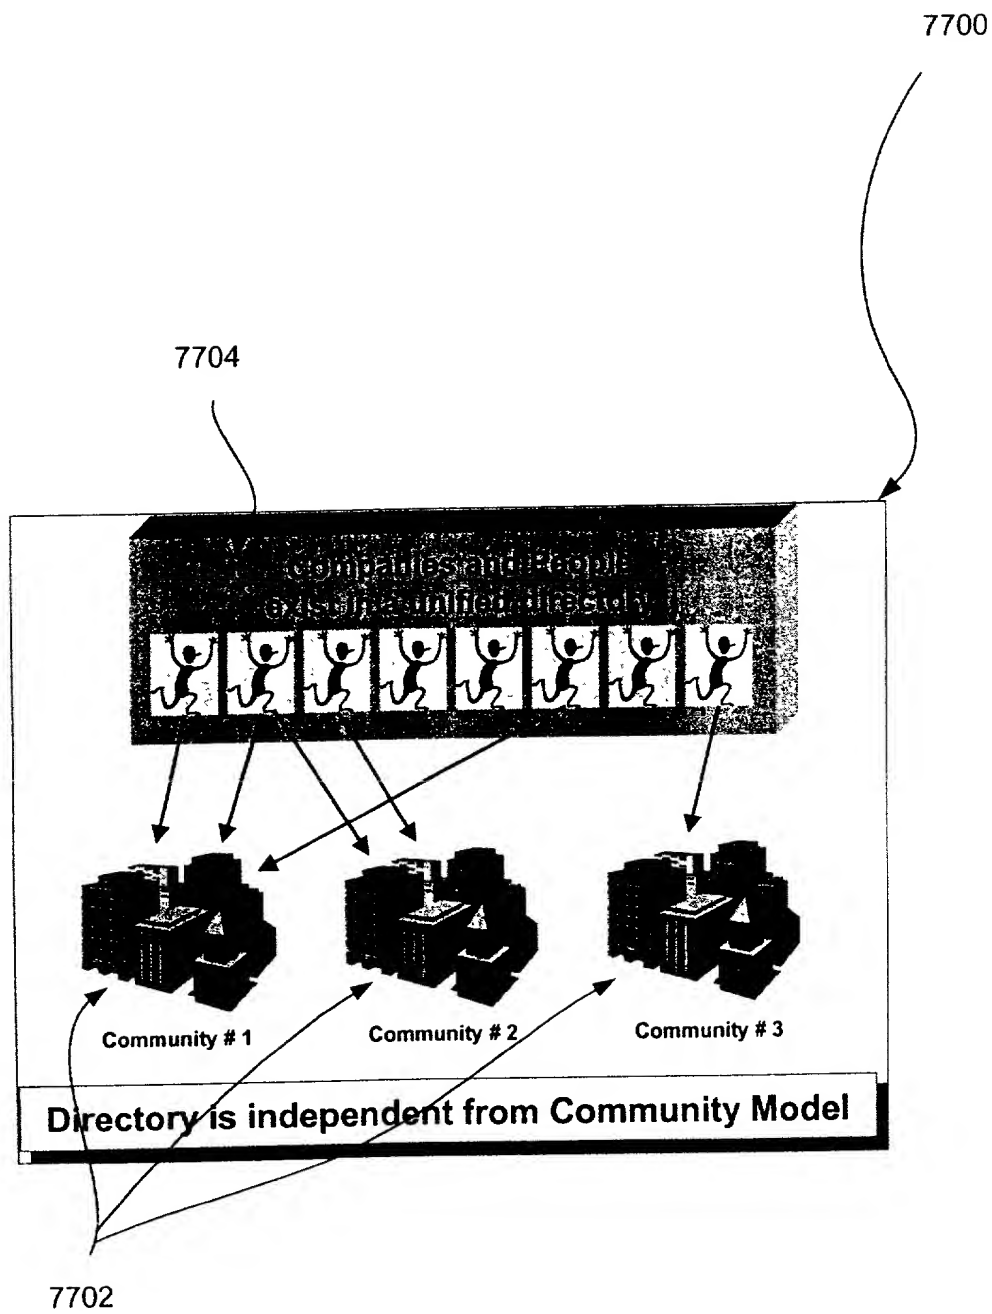 7700
7704
Companies and People
exist in a unified directory
Community # 1
Community # 2
Community # 3
Directory is independent from Community Model
7702